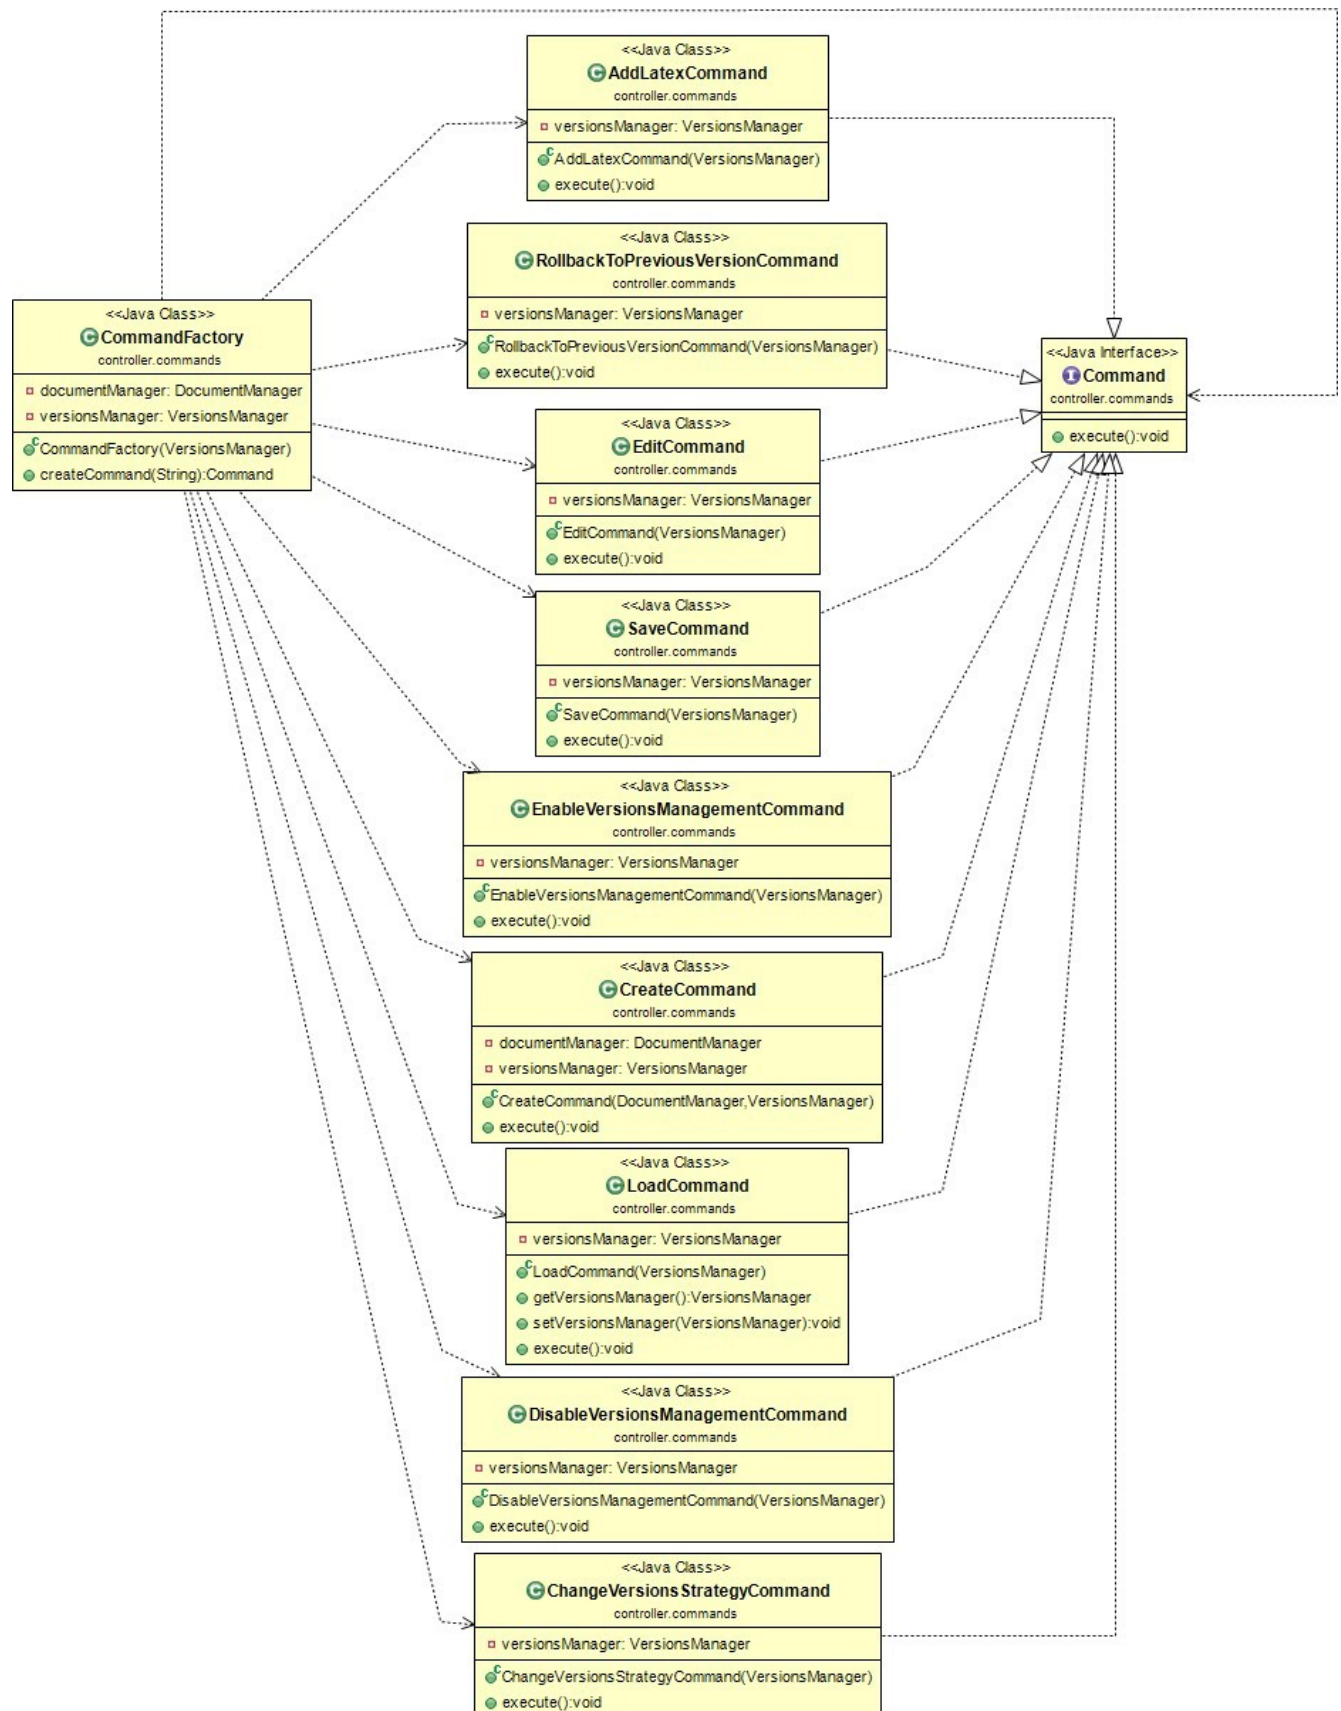 <<Java Class>>
AddLatexCommand
controller.commands
versionsManager: VersionsManager
AddLatexCommand(VersionsManager)
execute():void
<<Java Class>>
RollbackToPreviousVersionCommand
controller.commands
versionsManager: VersionsManager
RollbackToPreviousVersionCommand(VersionsManager)
execute():void
<<Java Class>>
CommandFactory
controller.commands
documentManager: DocumentManager
versionsManager: VersionsManager
CommandFactory(VersionsManager)
createCommand(String):Command
<<Java Interface>>
Command
controller.commands
execute():void
<<Java Class>>
EditCommand
controller.commands
versionsManager: VersionsManager
EditCommand(VersionsManager)
execute():void
<<Java Class>>
SaveCommand
controller.commands
versionsManager: VersionsManager
SaveCommand(VersionsManager)
execute():void
<<Java Class>>
EnableVersionsManagementCommand
controller.commands
versionsManager: VersionsManager
EnableVersionsManagementCommand(VersionsManager)
execute():void
<<Java Class>>
CreateCommand
controller.commands
documentManager: DocumentManager
versionsManager: VersionsManager
CreateCommand(DocumentManager,VersionsManager)
execute():void
<<Java Class>>
LoadCommand
controller.commands
versionsManager: VersionsManager
LoadCommand(VersionsManager)
getVersionsManager():VersionsManager
setVersionsManager(VersionsManager):void
execute():void
<<Java Class>>
DisableVersionsManagementCommand
controller.commands
versionsManager: VersionsManager
DisableVersionsManagementCommand(VersionsManager)
execute():void
<<Java Class>>
ChangeVersionsStrategyCommand
controller.commands
versionsManager: VersionsManager
ChangeVersionsStrategyCommand(VersionsManager)
execute():void